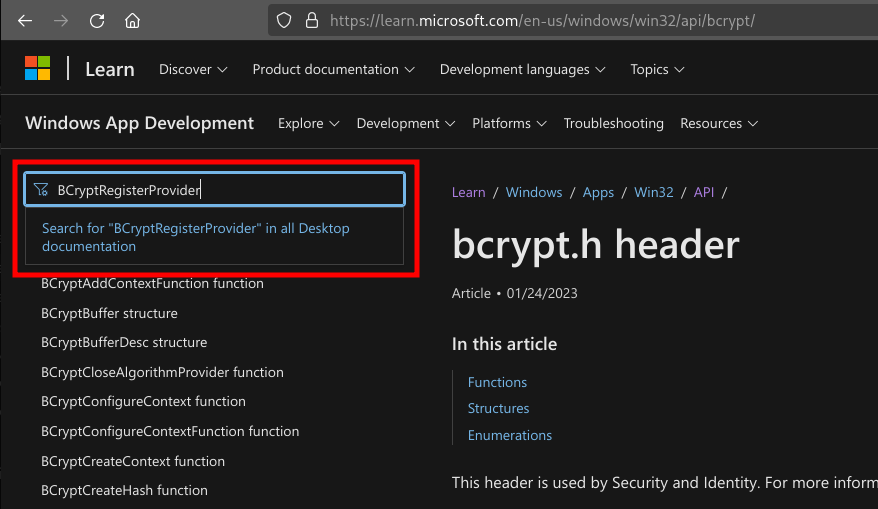 https://learn.microsoft.com/en-us/windows/win32/api/bcrypt/
Learn Discover Product documentation Development languages Topics
Windows App Development Explore Development Platforms Troubleshooting Resources
BCryptRegisterProvider
Search for "BCryptRegisterProvider" in all Desktop
documentation
BCryptAddContextFunction function
BCryptBuffer structure
BCryptBufferDesc structure
BCryptCloseAlgorithmProvider function
BCryptConfigureContext function
BCryptConfigureContextFunction function
BCryptCreateContext function
BCryptCreateHash function
Learn / Windows / Apps / Win32 / API /
bcrypt.h header
Article • 01/24/2023
In this article
Functions
Structures
Enumerations
This header is used by Security and Identity. For more inform